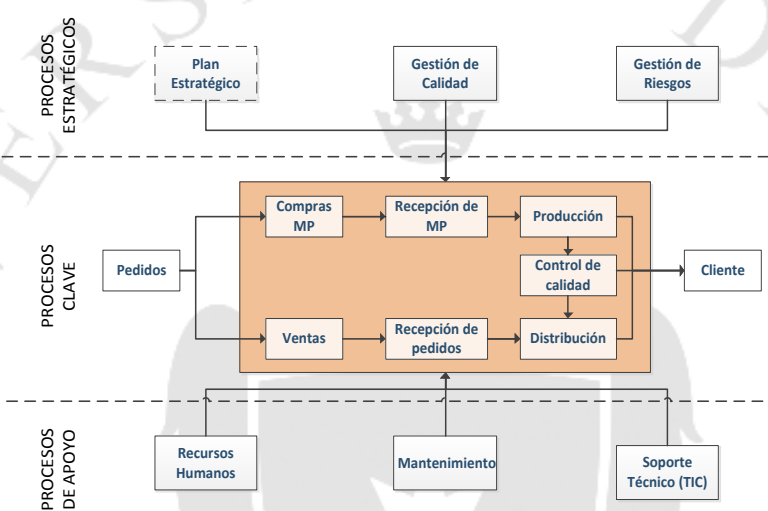 PROCESOS
ESTRATÉGICOS
Plan
Estratégico
Gestión de
Calidad
Gestión de
Riesgos
PROCESOS
CLAVE
Pedidos
Compras
MP
Recepción de
MP
Producción
Control de
calidad
Cliente
Ventas
Recepción de
pedidos
Distribución
PROCESOS
DE APOYO
Recursos
Humanos
Mantenimiento
Soporte
Técnico (TIC)